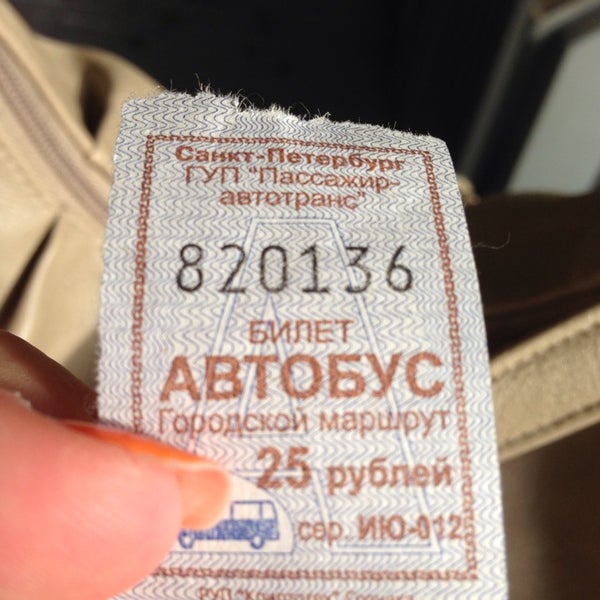 Санкт-Петербург
ГУП "Пассажир-
автотранс"
820136
БИЛЕТ
АВТОБУС
Городской маршрут
25 рублей
сер. ИЮ-012